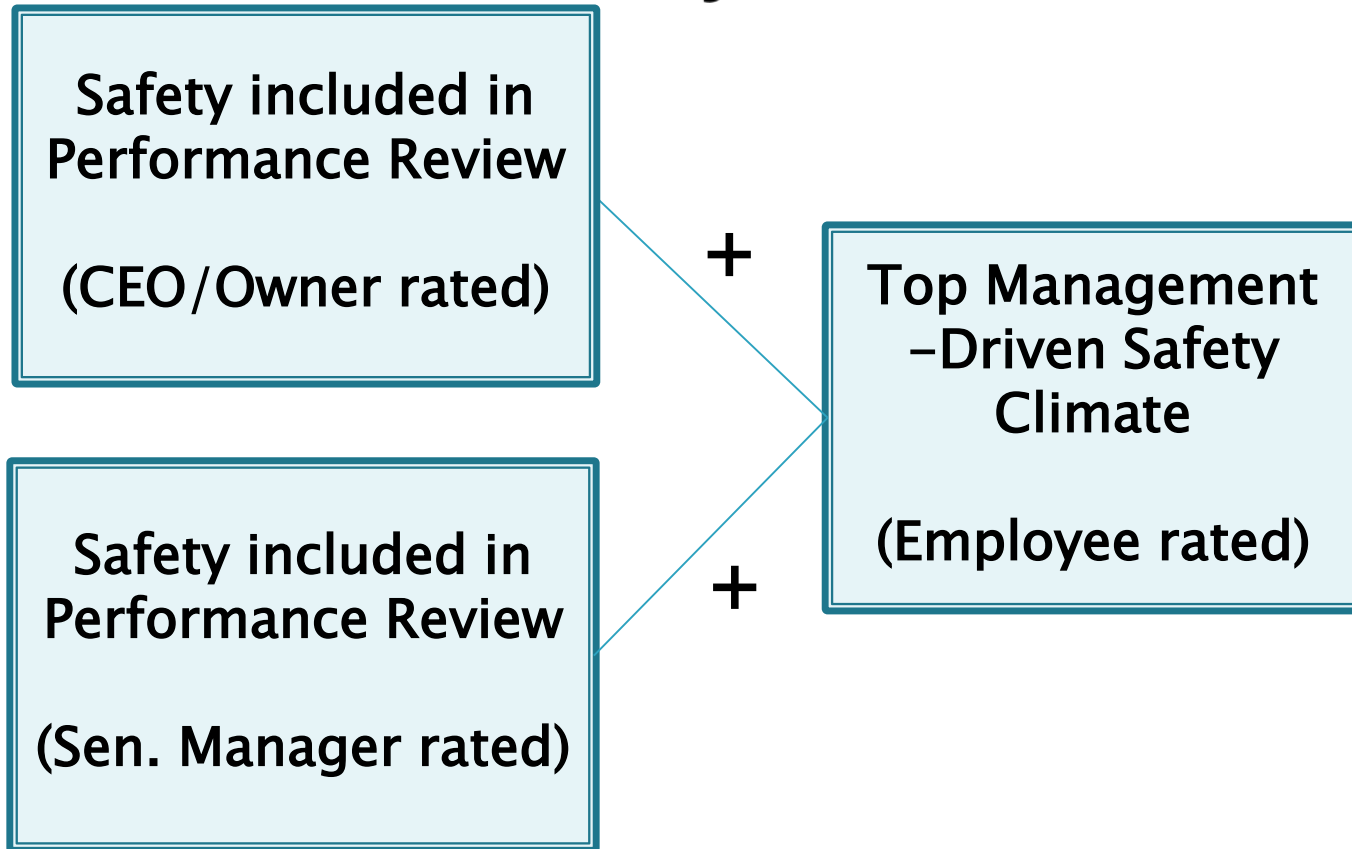 Safety included in
Performance Review
(CEO/Owner rated)
+
Top Management
–Driven Safety
Climate
(Employee rated)
Safety included in
Performance Review
(Sen. Manager rated)
+